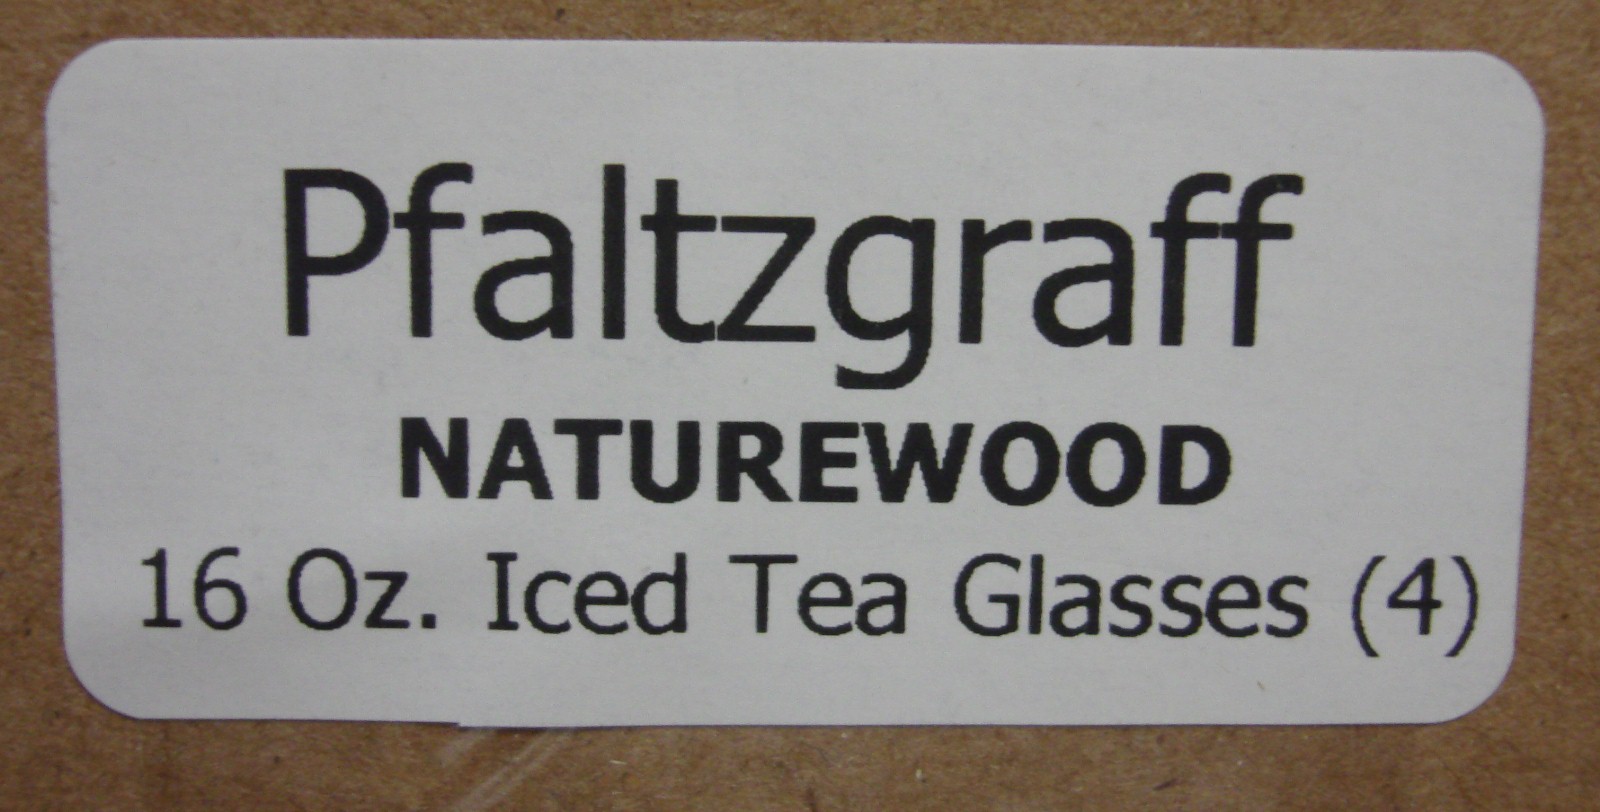 Pfaltzgraff
NATUREWOOD
16 Oz. Iced Tea Glasses (4)